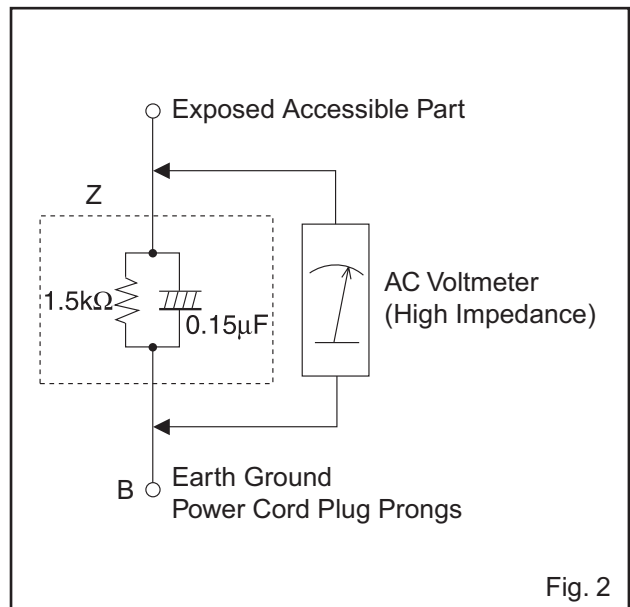 Exposed Accessible Part
Z
1.5kΩ
0.15μF
AC Voltmeter
(High Impedance)
B
Earth Ground
Power Cord Plug Prongs
Fig. 2